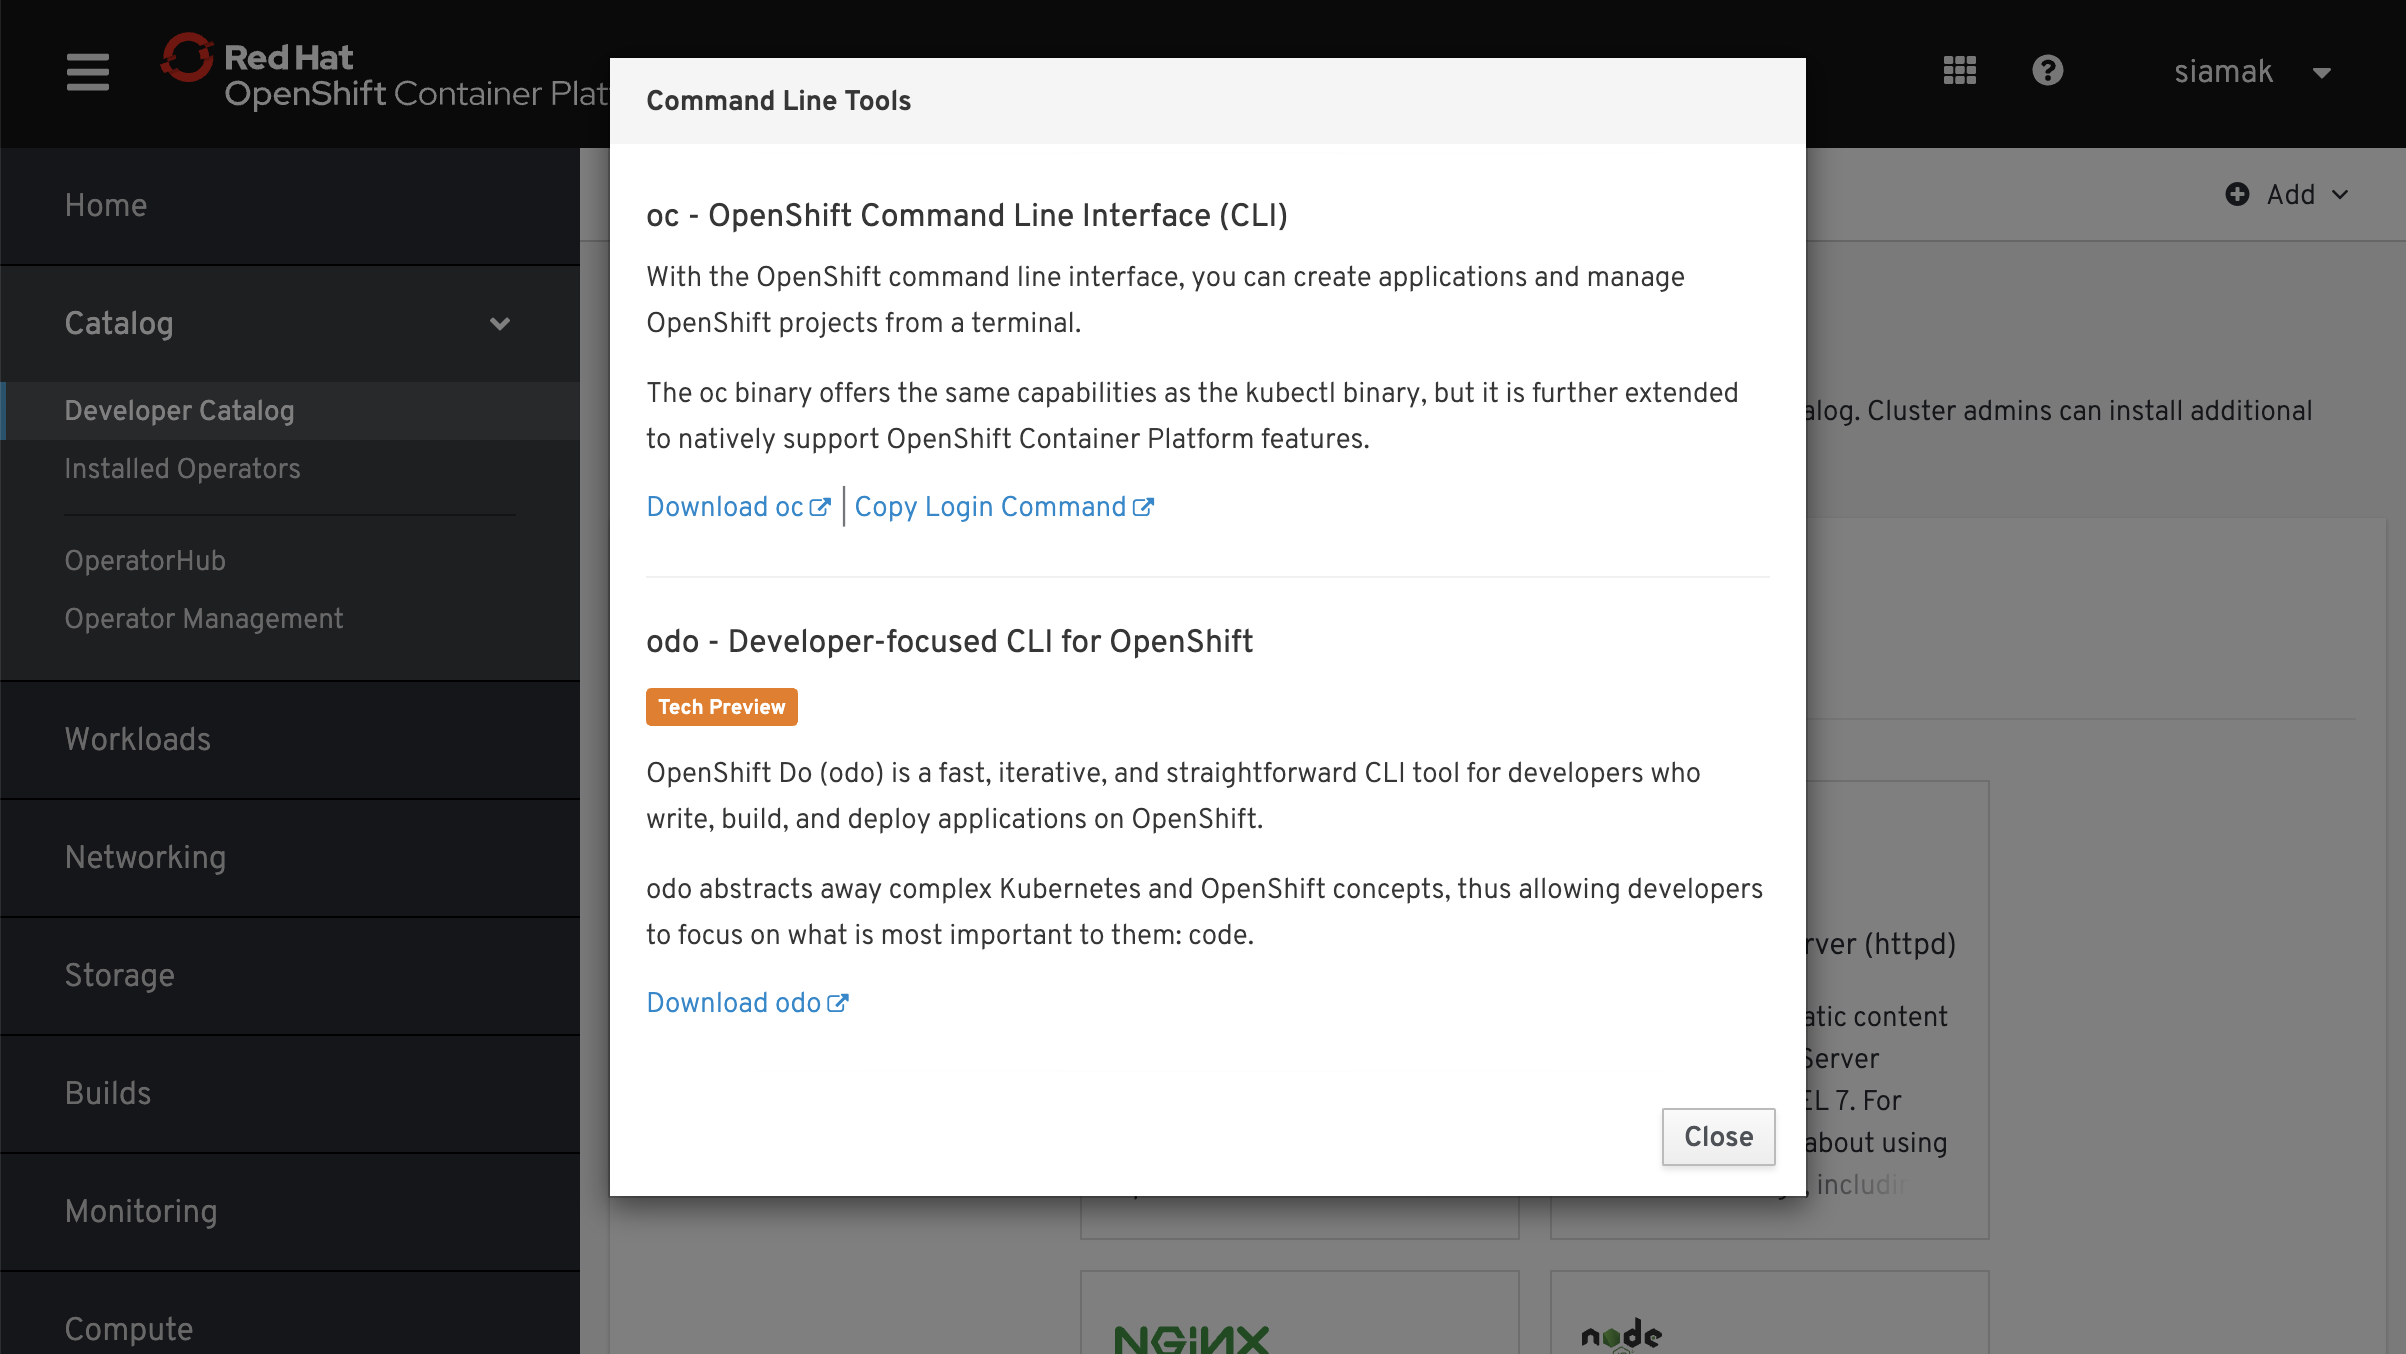 Red Hat
OpenShift Container Plat
siamak
Command Line Tools
Home
Add
oc - OpenShift Command Line Interface (CLI)
With the OpenShift command line interface, you can create applications and manage
OpenShift projects from a terminal.
Catalog
The oc binary offers the same capabilities as the kubectl binary, but it is further extended
to natively support OpenShift Container Platform features.
Developer Catalog
alog. Cluster admins can install additional
Installed Operators
Download oc | Copy Login Command
OperatorHub
Operator Management
odo - Developer-focused CLI for OpenShift
Tech Preview
Workloads
OpenShift Do (odo) is a fast, iterative, and straightforward CLI tool for developers who
write, build, and deploy applications on OpenShift.
Networking
odo abstracts away complex Kubernetes and OpenShift concepts, thus allowing developers
to focus on what is most important to them: code.
rver (httpd)
Storage
Download odo
atic content
Server
EL 7. For
about using
, includin
Builds
Close
Monitoring
Compute
NGINX
node